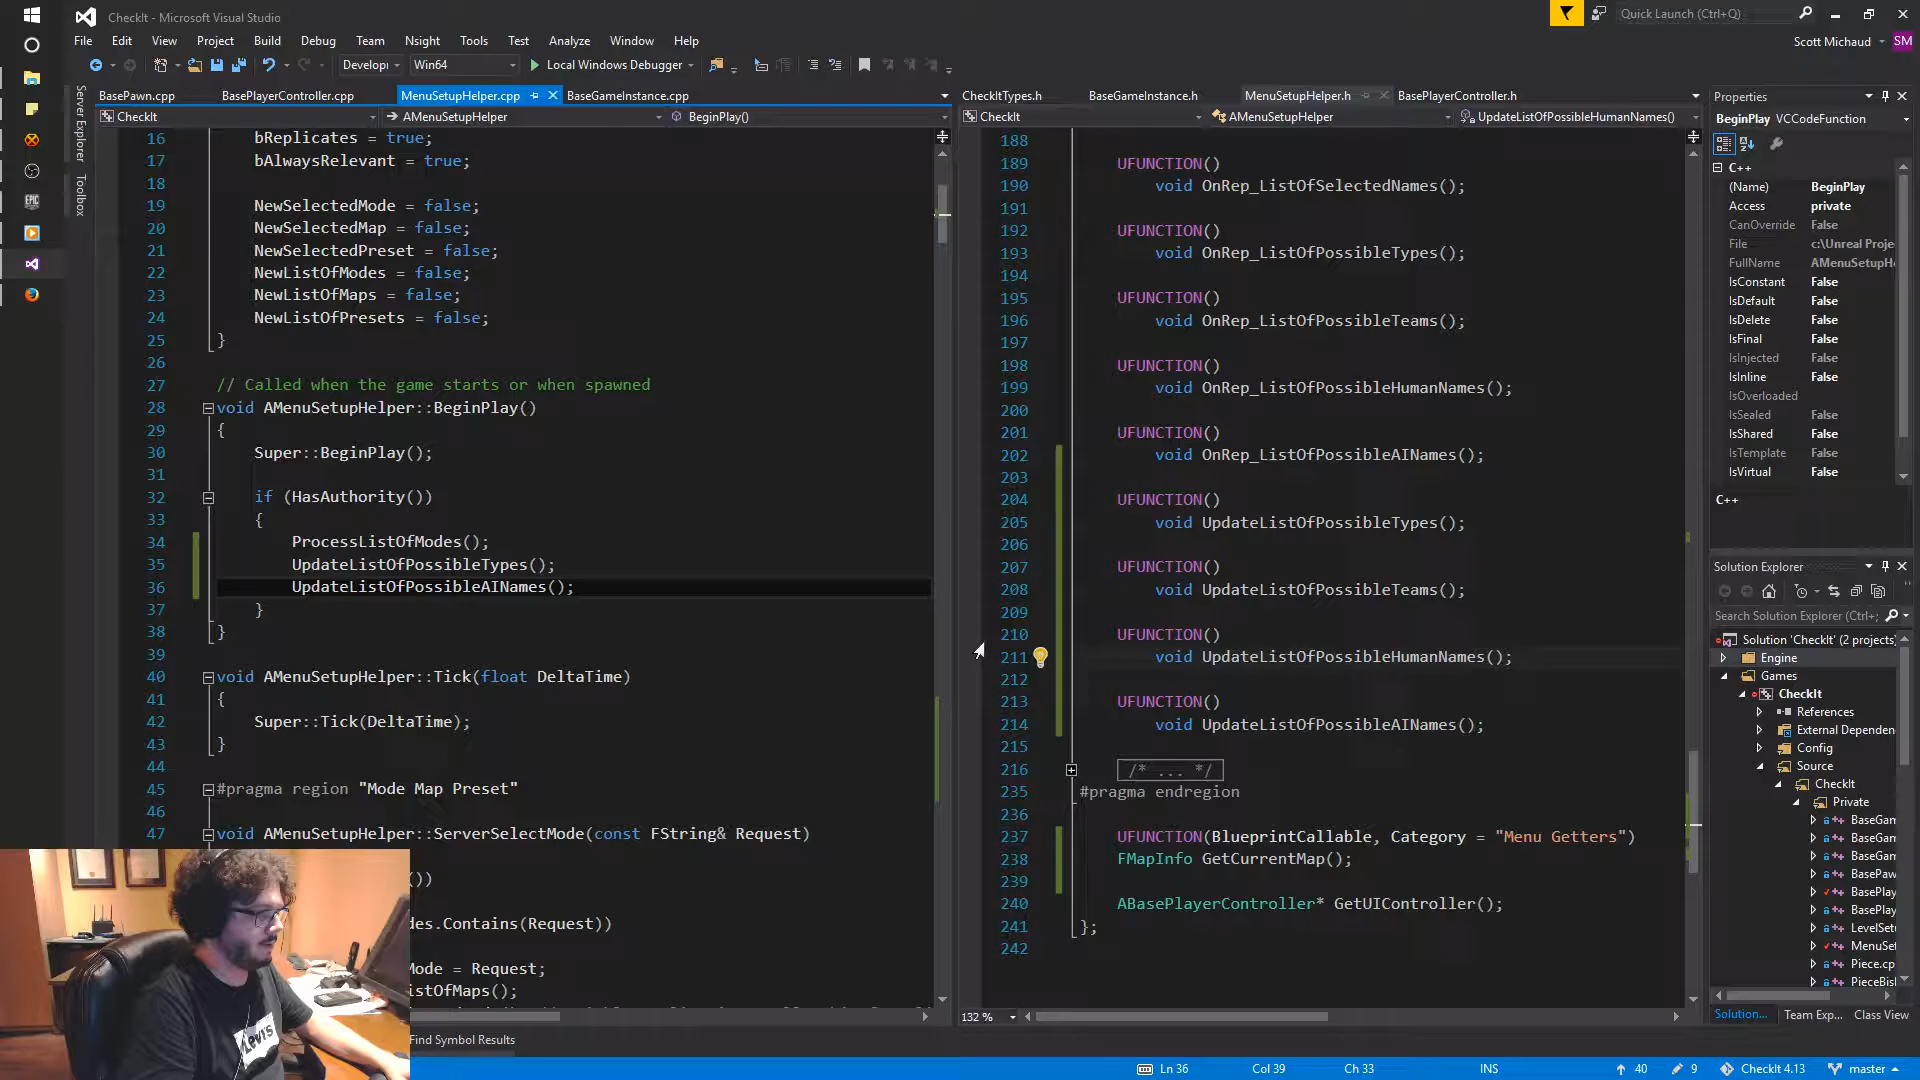 CheckIt - Microsoft Visual Studio
Quick Launch (Ctrl+Q)
File Edit View Project Build Debug Team Nsight Tools Test Analyze Window Help
Scott Michaud
SM
Win64
Local Windows Debugger
Server Explorer
Toolbox
EPIC
BasePawn.cpp
BasePlayerController.cpp
MenuSetupHelper.cpp
BaseGameInstance.cpp
CheckIt
AMenuSetupHelper
BeginPlay()
16 bReplicates = true;
17 bAlwaysRelevant = true;
18
19 NewSelectedMode = false;
20 NewSelectedMap = false;
21 NewSelectedPreset = false;
22 NewListOfModes = false;
23 NewListOfMaps = false;
24 NewListOfPresets = false;
25 }
26
27 // Called when the game starts or when spawned
28 void AMenuSetupHelper::BeginPlay()
29 {
30 Super::BeginPlay();
31
32 if (HasAuthority())
33 {
34 ProcessListOfModes();
35 UpdateListOfPossibleTypes();
36 UpdateListOfPossibleAINames();
37 }
38 }
39
40 void AMenuSetupHelper::Tick(float DeltaTime)
41 {
42 Super::Tick(DeltaTime);
43 }
44
45 #pragma region "Mode Map Preset"
46
47 void AMenuSetupHelper::ServerSelectMode(const FString& Request)
())
des.Contains(Request))
Mode = Request;
istOfMaps();
Find Symbol Results
CheckItTypes.h
BaseGameInstance.h
MenuSetupHelper.h
BasePlayerController.h
CheckIt
AMenuSetupHelper
UpdateListOfPossibleHumanNames()
188
189 UFUNCTION()
190 void OnRep_ListOfSelectedNames();
191
192 UFUNCTION()
193 void OnRep_ListOfPossibleTypes();
194
195 UFUNCTION()
196 void OnRep_ListOfPossibleTeams();
197
198 UFUNCTION()
199 void OnRep_ListOfPossibleHumanNames();
200
201 UFUNCTION()
202 void OnRep_ListOfPossibleAINames();
203
204 UFUNCTION()
205 void UpdateListOfPossibleTypes();
206
207 UFUNCTION()
208 void UpdateListOfPossibleTeams();
209
210 UFUNCTION()
211 void UpdateListOfPossibleHumanNames();
212
213 UFUNCTION()
214 void UpdateListOfPossibleAINames();
215
216 /* ... */
235 #pragma endregion
236
237 UFUNCTION(BlueprintCallable, Category = "Menu Getters")
238 FMapInfo GetCurrentMap();
239
240 ABasePlayerController* GetUIController();
241 };
242
132 %
Properties
BeginPlay VCCodeFunction
C++
(Name) BeginPlay
Access private
CanOverride False
File c:\Unreal Proje
FullName AMenuSetupH
IsConstant False
IsDefault False
IsDelete False
IsFinal False
IsInjected False
IsInline False
IsOverloaded
IsSealed False
IsShared False
IsTemplate False
IsVirtual False
C++
Solution Explorer
Search Solution Explorer (Ctrl+;
Solution 'CheckIt' (2 projects)
Engine
Games
CheckIt
References
External Dependen
Config
Source
CheckIt
Private
BaseGam
BaseGam
BaseGam
BasePaw
BasePlay
BasePlay
LevelSet
MenuSet
Piece.cp
PieceBis
Solution...
Team Exp...
Class View
Levi's
Ln 36
Col 39
Ch 33
INS
40
9
CheckIt 4.13
master